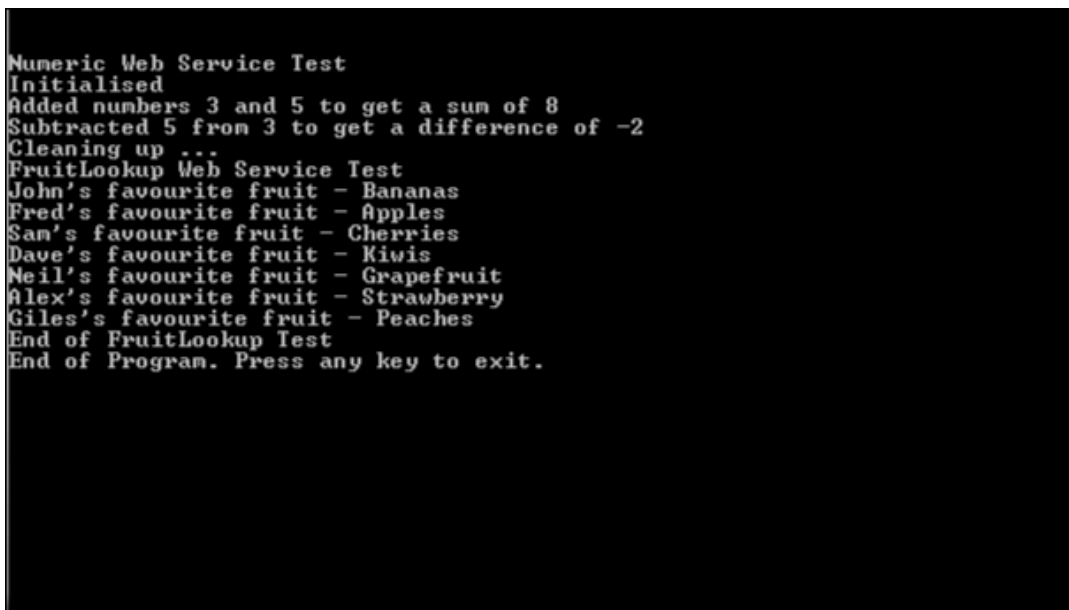 Numeric Web Service Test
Initialised
Added numbers 3 and 5 to get a sum of 8
Subtracted 5 from 3 to get a difference of -2
Cleaning up ...
FruitLookup Web Service Test
John's favourite fruit - Bananas
Fred's favourite fruit - Apples
Sam's favourite fruit - Cherries
Dave's favourite fruit - Kiwis
Neil's favourite fruit - Grapefruit
Alex's favourite fruit - Strawberry
Giles's favourite fruit - Peaches
End of FruitLookup Test
End of Program. Press any key to exit.